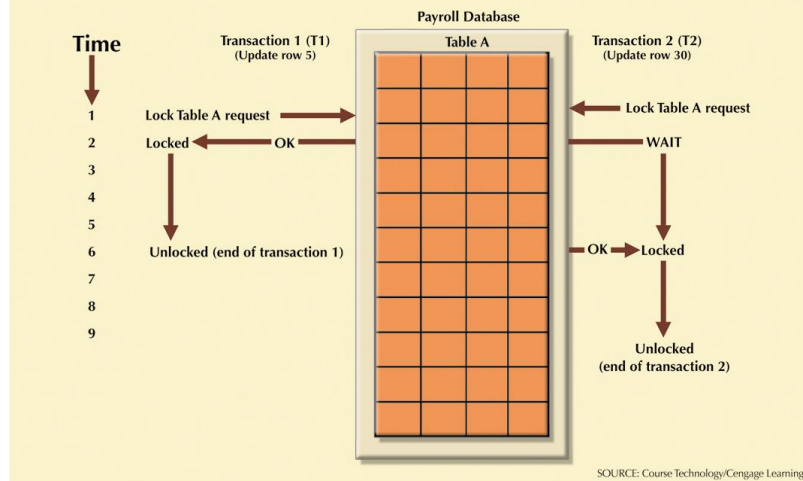 Payroll Database
Time
Transaction 1 (T1)
(Update row 5)
Table A
Transaction 2 (T2)
(Update row 30)
1
Lock Table A request
Lock Table A request
2
Locked
OK
WAIT
3
4
5
6
Unlocked (end of transaction 1)
OK
Locked
7
8
9
Unlocked
(end of transaction 2)
SOURCE: Course Technology/Cengage Learning